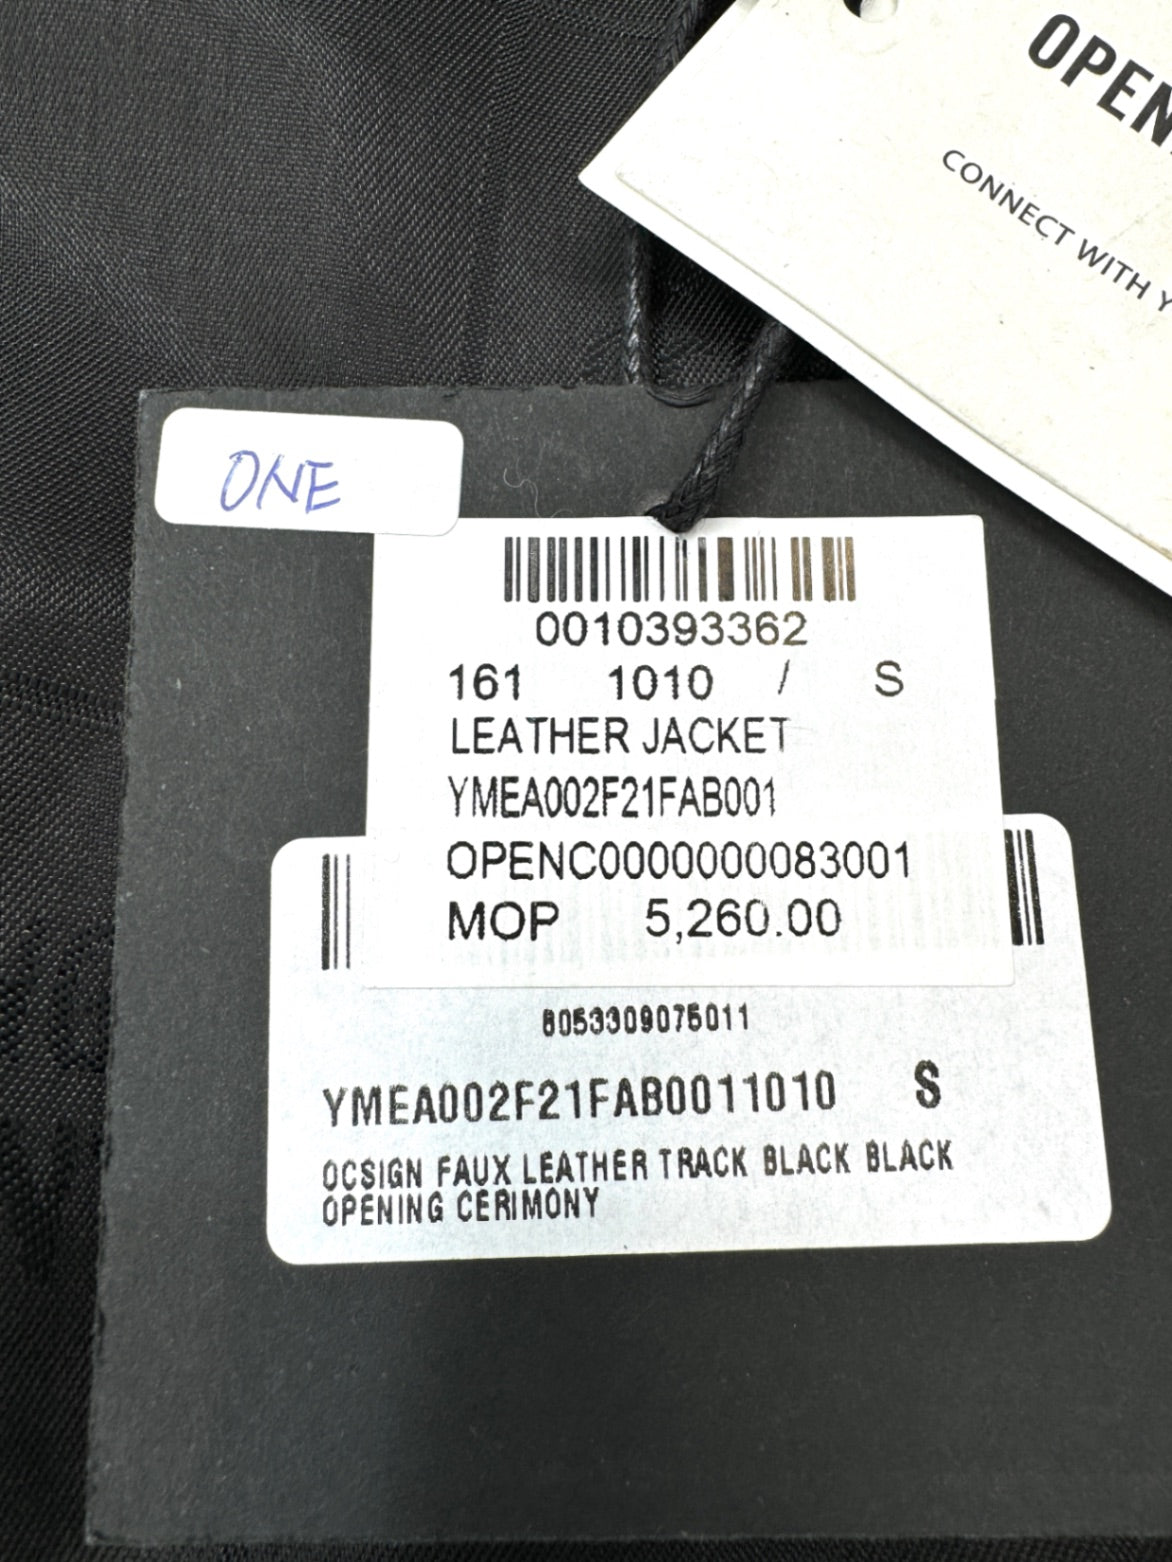 OPEN
CONNECT WITH Y
ONE
0010393362
161 1010 / S
LEATHER JACKET
YMEA002F21FAB001
OPENC0000000083001
MOP 5,260.00
8053309075011
YMEA002F21FAB0011010 S
OCSIGN FAUX LEATHER TRACK BLACK BLACK
OPENING CERIMONY